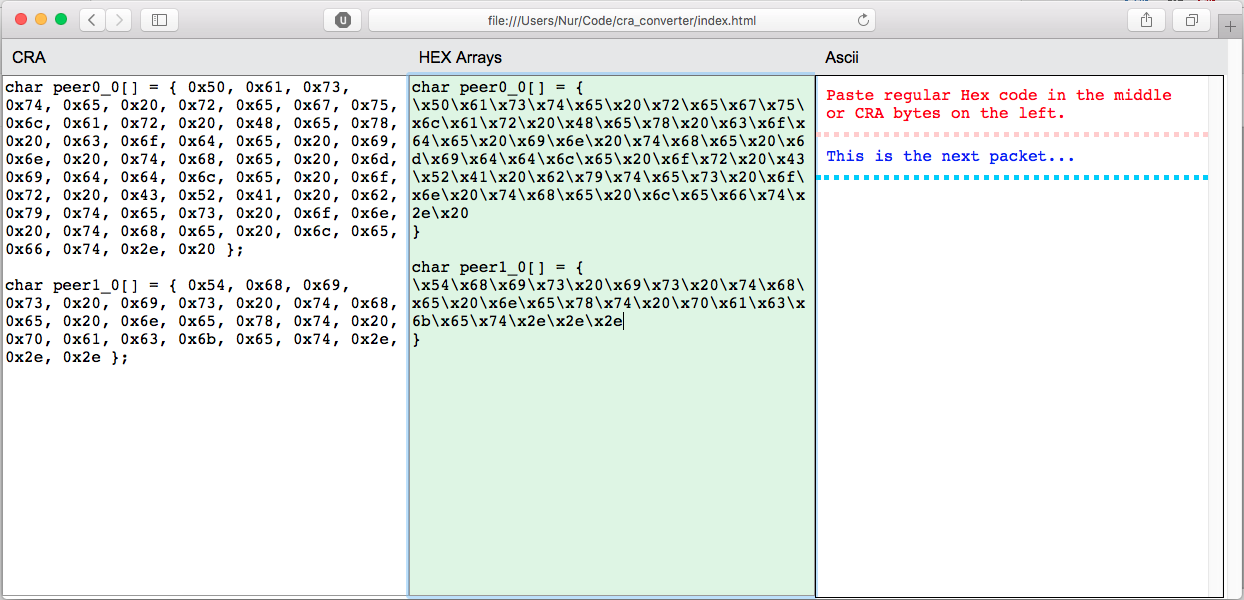 file:///Users/Nur/Code/cra_converter/index.html
CRA
char peer0_0[] = { 0x50, 0x61, 0x73,
0x74, 0x65, 0x20, 0x72, 0x65, 0x67, 0x75,
0x6c, 0x61, 0x72, 0x20, 0x48, 0x65, 0x78,
0x20, 0x63, 0x6f, 0x64, 0x65, 0x20, 0x69,
0x6e, 0x20, 0x74, 0x68, 0x65, 0x20, 0x6d,
0x69, 0x64, 0x64, 0x6c, 0x65, 0x20, 0x6f,
0x72, 0x20, 0x43, 0x52, 0x41, 0x20, 0x62,
0x79, 0x74, 0x65, 0x73, 0x20, 0x6f, 0x6e,
0x20, 0x74, 0x68, 0x65, 0x20, 0x6c, 0x65,
0x66, 0x74, 0x2e, 0x20 };
char peer1_0[] = { 0x54, 0x68, 0x69,
0x73, 0x20, 0x69, 0x73, 0x20, 0x74, 0x68,
0x65, 0x20, 0x6e, 0x65, 0x78, 0x74, 0x20,
0x70, 0x61, 0x63, 0x6b, 0x65, 0x74, 0x2e,
0x2e, 0x2e };
HEX Arrays
char peer0_0[] = {
\x50\x61\x73\x74\x65\x20\x72\x65\x67\x75\
x6c\x61\x72\x20\x48\x65\x78\x20\x63\x6f\x
64\x65\x20\x69\x6e\x20\x74\x68\x65\x20\x6
d\x69\x64\x64\x6c\x65\x20\x6f\x72\x20\x43
\x52\x41\x20\x62\x79\x74\x65\x73\x20\x6f\
x6e\x20\x74\x68\x65\x20\x6c\x65\x66\x74\x
2e\x20
}
char peer1_0[] = {
\x54\x68\x69\x73\x20\x69\x73\x20\x74\x68\
x65\x20\x6e\x65\x78\x74\x20\x70\x61\x63\x
6b\x65\x74\x2e\x2e\x2e
}
Ascii
Paste regular Hex code in the middle
or CRA bytes on the left.
This is the next packet...